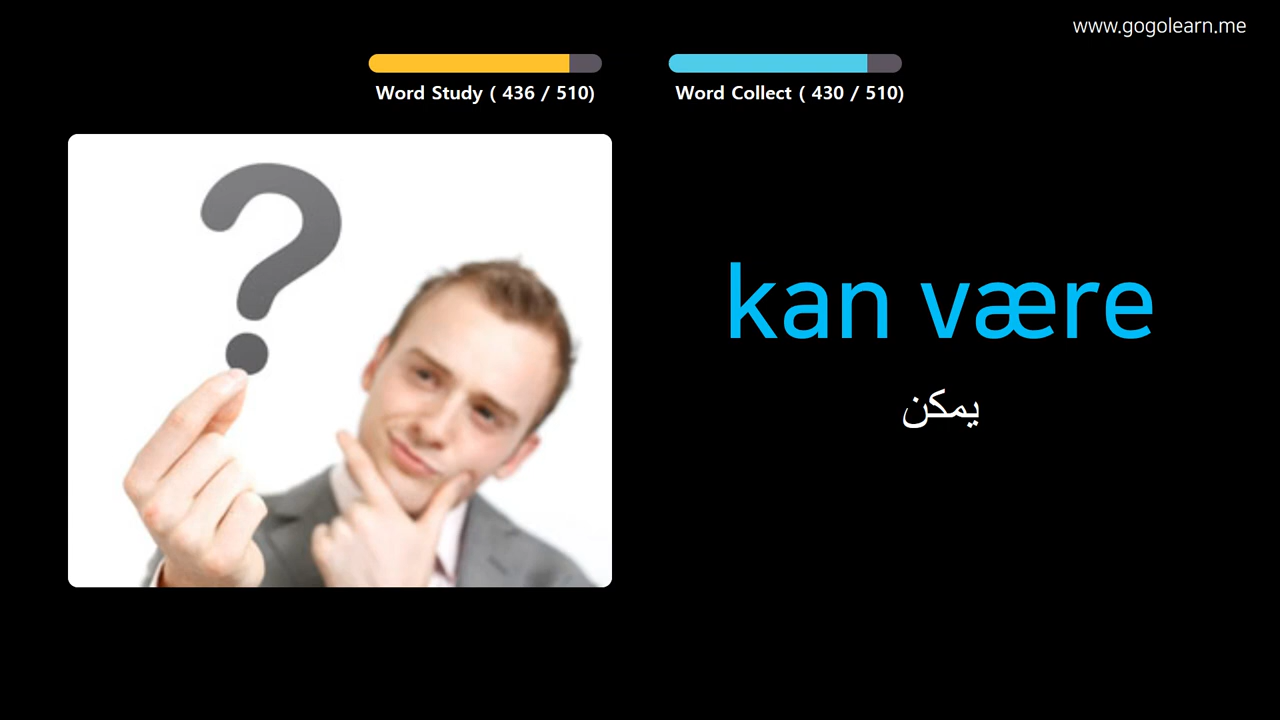 www.gogolearn.me
Word Study ( 436 / 510)
Word Collect ( 430 / 510)
?
kan være
يمكن